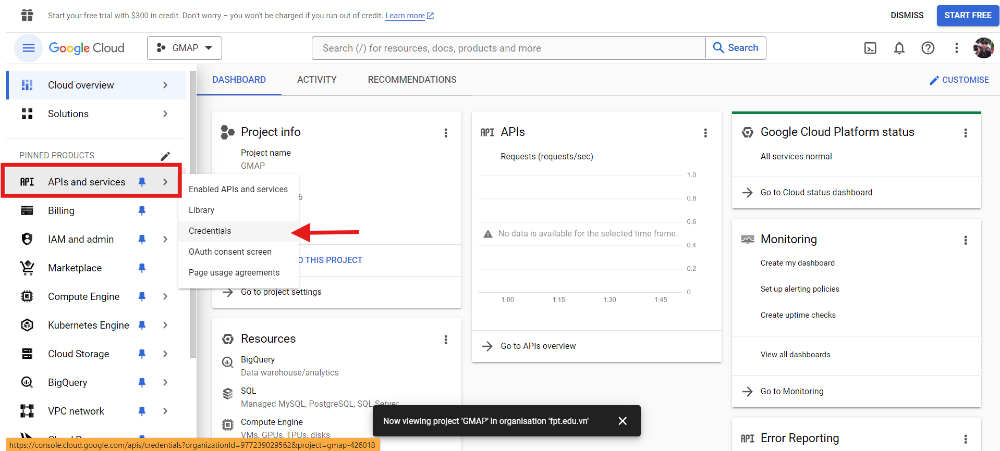 Start your free trial with $300 in credit. Don't worry – you won't be charged if you run out of credit. Learn more
DISMISS
START FREE
Google Cloud
GMAP
Search (/) for resources, docs, products and more
Search
Cloud overview
Solutions
PINNED PRODUCTS
API APIs and services
Billing
IAM and admin
Marketplace
Compute Engine
Kubernetes Engine
Cloud Storage
BigQuery
VPC network
Enabled APIs and services
Library
Credentials
OAuth consent screen
Page usage agreements
DASHBOARD
ACTIVITY
RECOMMENDATIONS
CUSTOMISE
Project info
Project name
GMAP
6
O THIS PROJECT
Go to project settings
Resources
BigQuery
Data warehouse/analytics
SQL
Managed MySQL, PostgreSQL, SQL Server
Compute Engine
VMs, GPUs, TPUs, disks
API APIs
Requests (requests/sec)
1.0
0.8
0.6
No data is available for the selected time frame.
0.4
0.2
0
1:00 1:15 1:30 1:45
Go to APIs overview
Google Cloud Platform status
All services normal
Go to Cloud status dashboard
Monitoring
Create my dashboard
Set up alerting policies
Create uptime checks
View all dashboards
Go to Monitoring
API Error Reporting
Now viewing project 'GMAP' in organisation 'fpt.edu.vn'
https://console.cloud.google.com/apis/credentials?organizationId=977239029562&project=gmap-426018